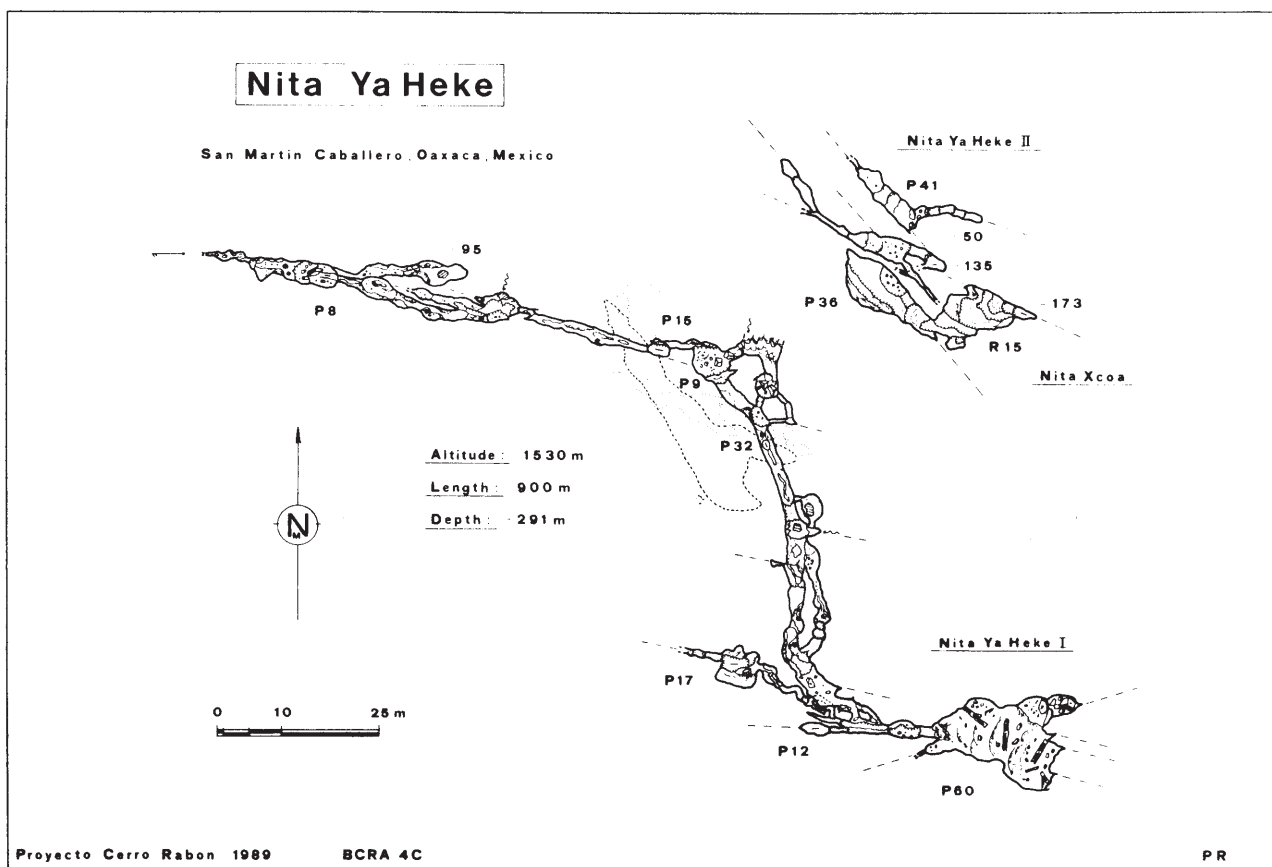 Nita Ya Heke
San Martin Caballero, Oaxaca, Mexico
Nita Ya Heke II
P41
50
95
135
P8
P36
173
P15
R15
P9
Nita Xcoa
P32
Altitude: 1530 m
Length: 900 m
Depth: 291 m
N
M
Nita Ya Heke I
P17
0 10 25 m
P12
P60
Proyecto Cerro Rabon 1989 BCRA 4C PR